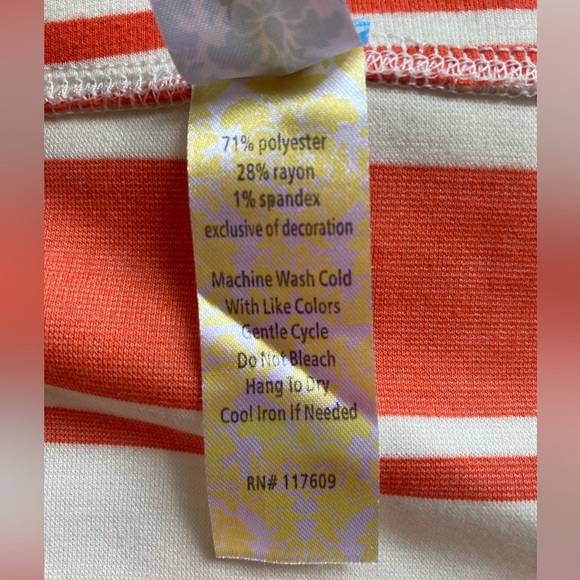 71% polyester
28% rayon
1% spandex
exclusive of decoration
Machine Wash Cold
With Like Colors
Gentle Cycle
Do Not Bleach
Hang To Dry
Cool Iron If Needed
RN# 117609